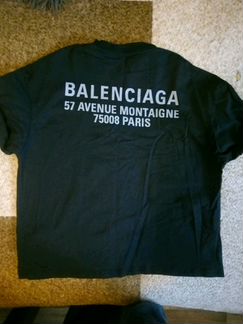 BALENCIAGA
57 AVENUE MONTAIGNE
75008 PARIS